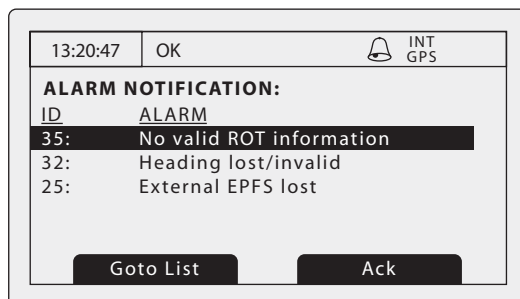 13:20:47 OK INT
GPS
ALARM NOTIFICATION:
ID ALARM
35: No valid ROT information
32: Heading lost/invalid
25: External EPFS lost
Goto List Ack